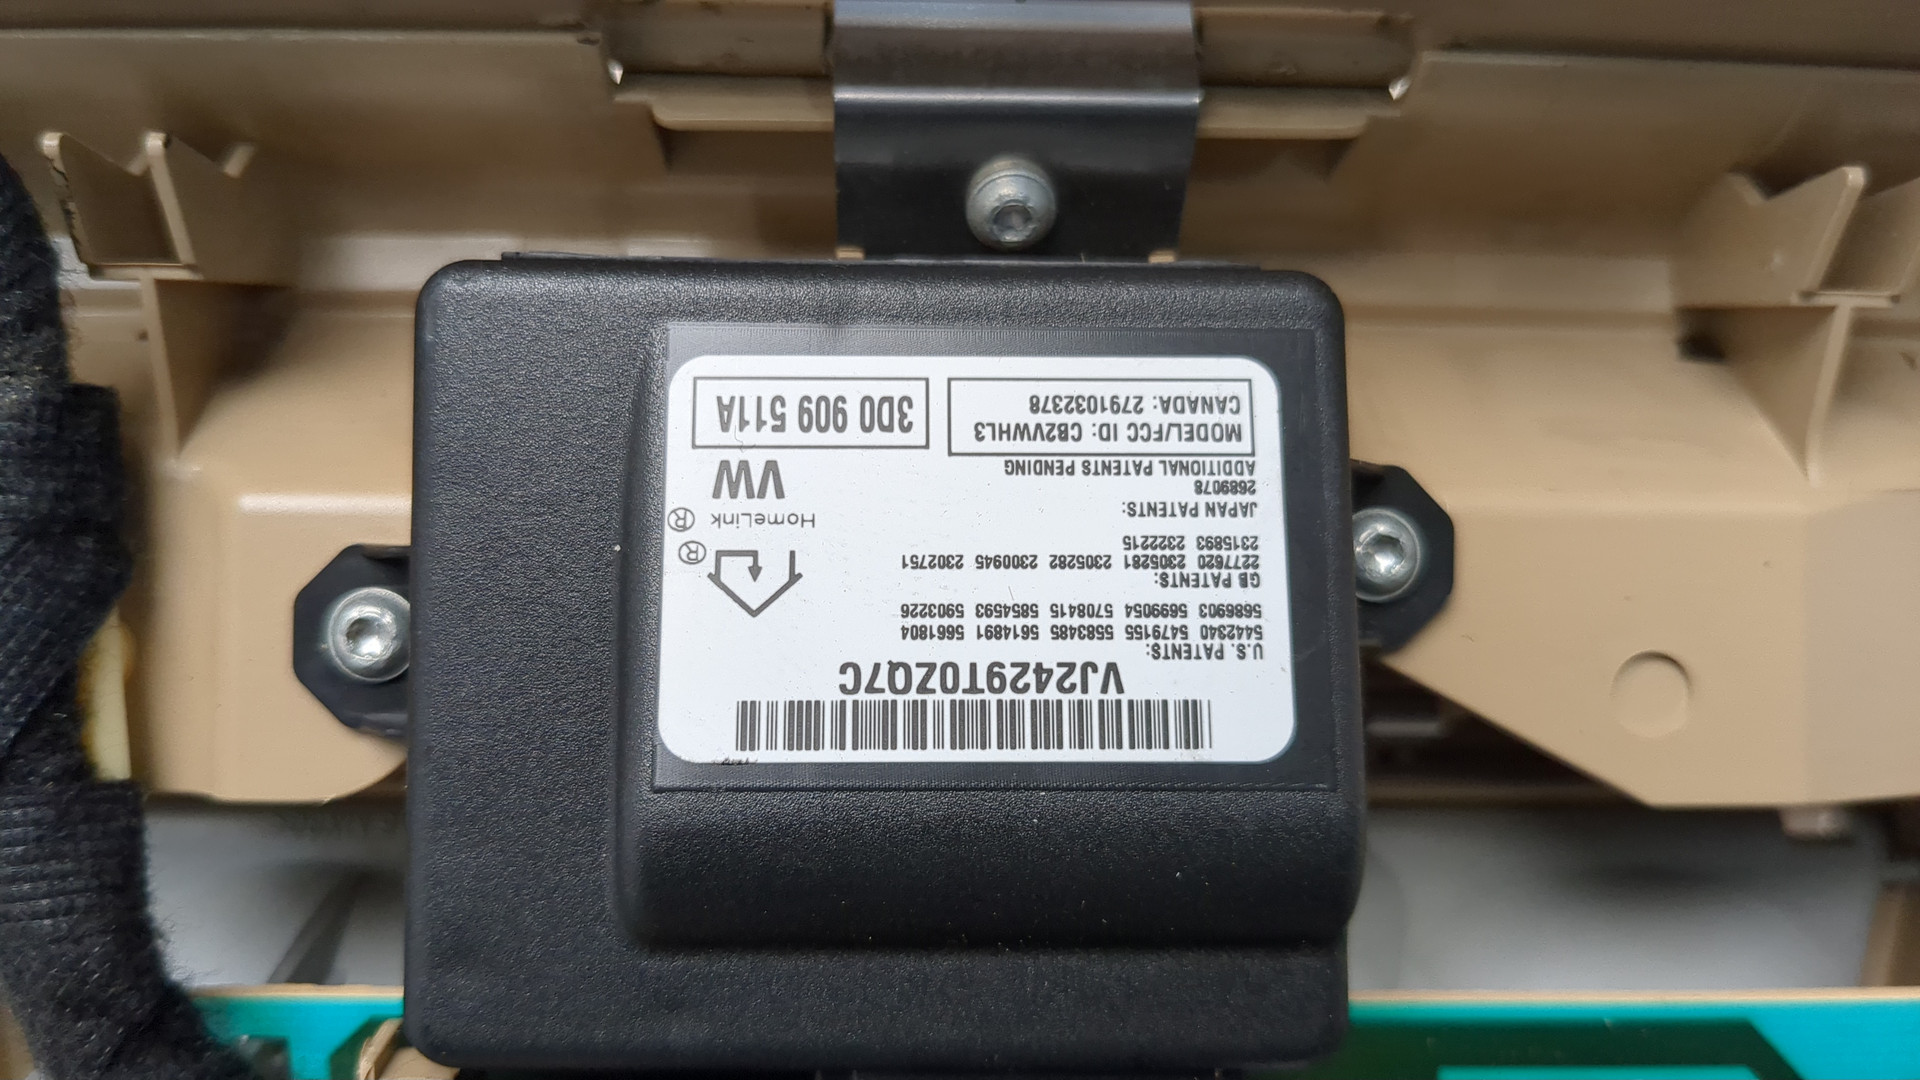 VJ2429T0ZQ7C
U.S. PATENTS:
5442340 5479155 5583485 5614891 5661804
5686903 5699054 5708415 5854593 5903226
GB PATENTS:
2277620 2305281 2305282 2300945 2302751
2315893 2322215
JAPAN PATENTS:
2689078
ADDITIONAL PATENTS PENDING
MODEL/FCC ID: CB2VWHL3
CANADA: 2791032378
®
HomeLink ®
VW
3D0 909 511A